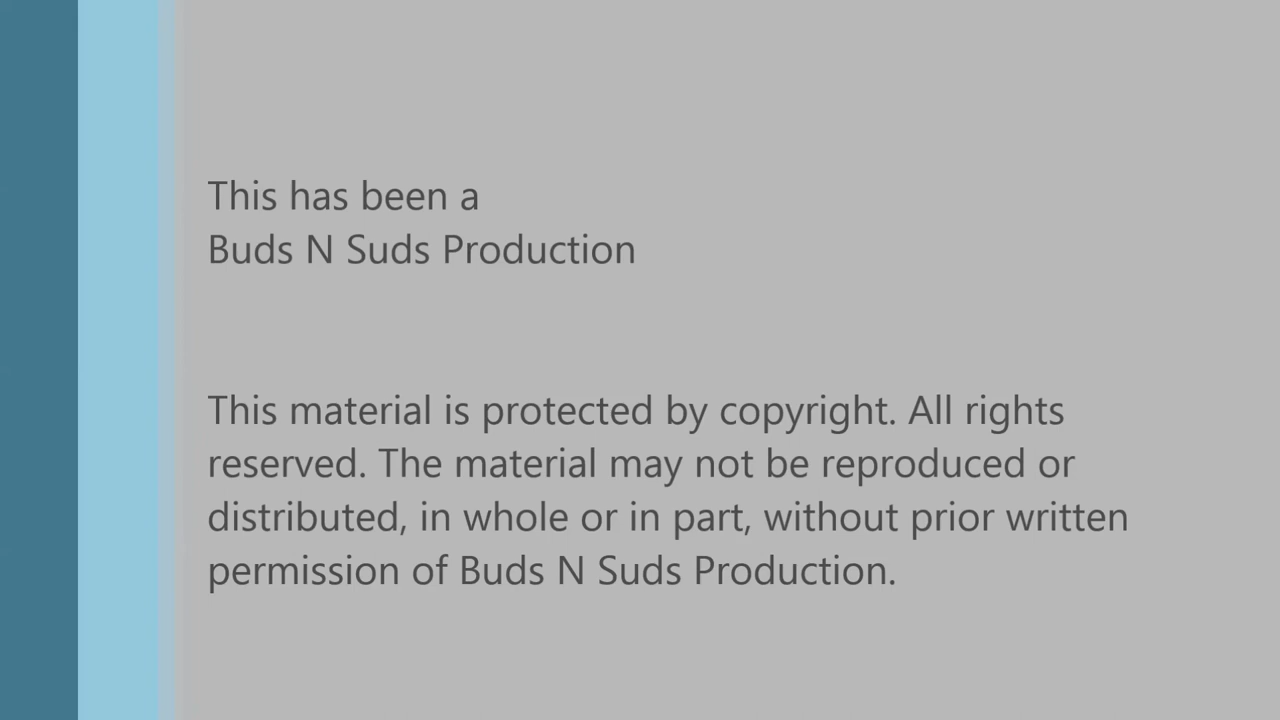 This has been a
Buds N Suds Production
This material is protected by copyright. All rights
reserved. The material may not be reproduced or
distributed, in whole or in part, without prior written
permission of Buds N Suds Production.